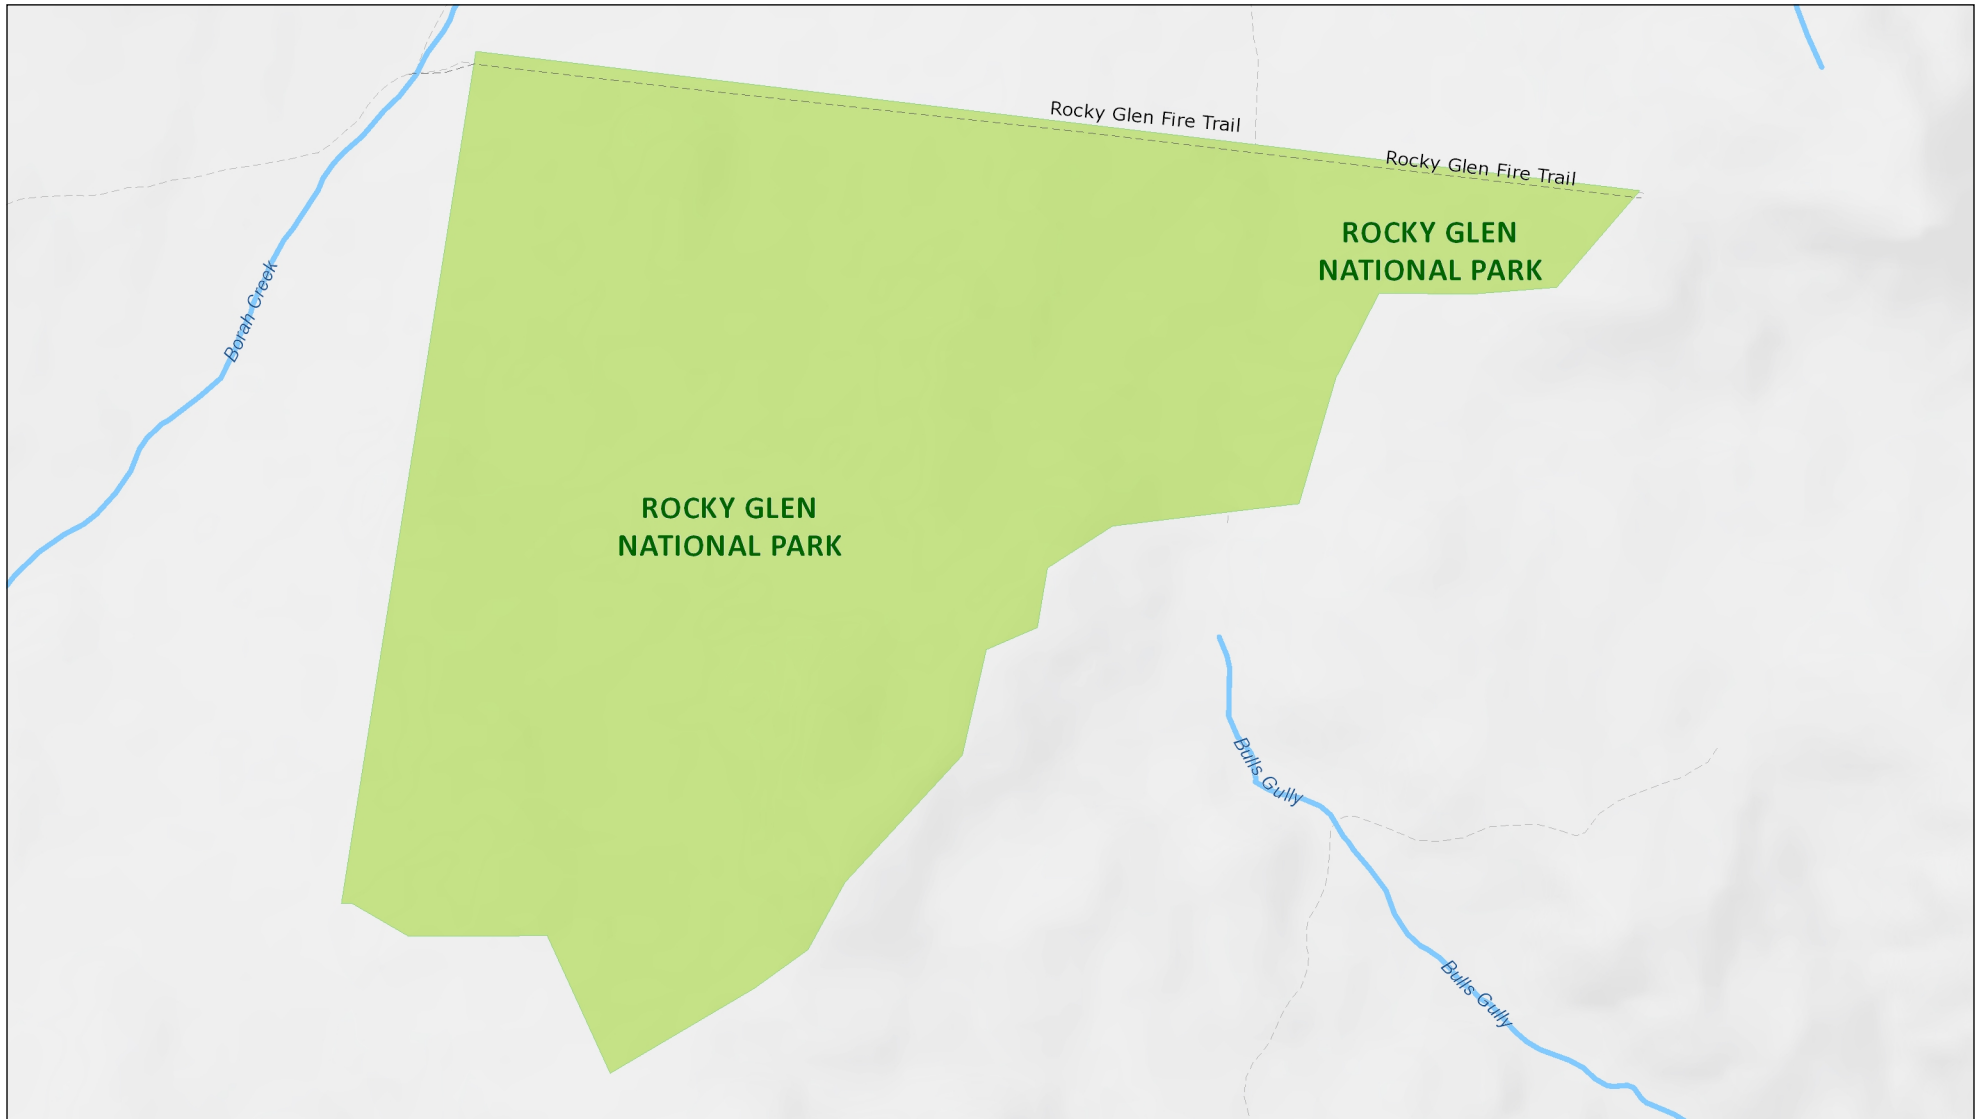 Rocky Glen Fire Trail
Rocky Glen Fire Trail
ROCKY GLEN
NATIONAL PARK
Borah Creek
ROCKY GLEN
NATIONAL PARK
Bulls Gully
Bulls Gully